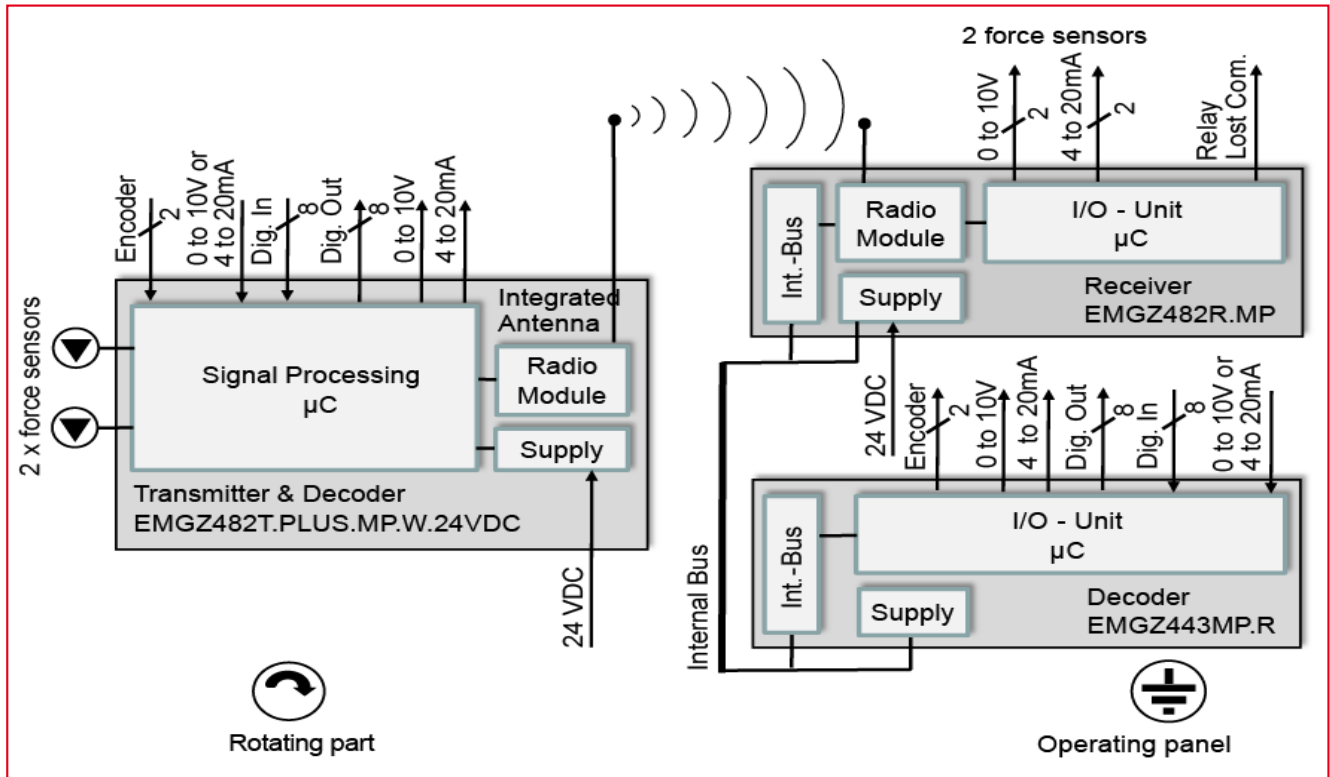 2 force sensors
0 to 10V
2
4 to 20mA
2
Relay
Lost Com.
Encoder
2
0 to 10V or
4 to 20mA
Dig. In
8
Dig. Out
8
0 to 10V
4 to 20mA
2 x force sensors
Signal Processing
µC
Integrated
Antenna
Radio
Module
Supply
Transmitter & Decoder
EMGZ482T.PLUS.MP.W.24VDC
24 VDC
Int.-Bus
Radio
Module
I/O - Unit
µC
Supply
Receiver
EMGZ482R.MP
24 VDC
Encoder
2
0 to 10V
4 to 20mA
Dig. Out
8
Dig. In
8
0 to 10V or
4 to 20mA
Internal Bus
Int.-Bus
I/O - Unit
µC
Supply
Decoder
EMGZ443MP.R
Rotating part
Operating panel